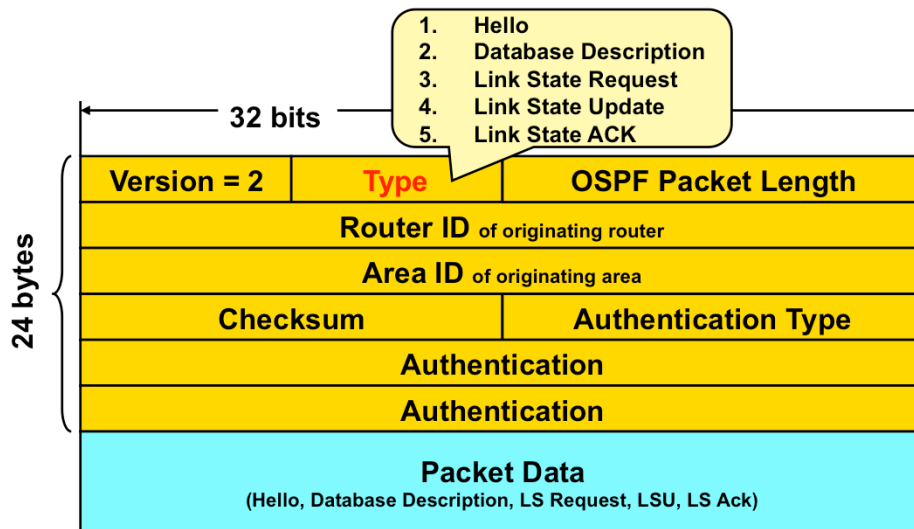 1. Hello
2. Database Description
3. Link State Request
4. Link State Update
5. Link State ACK
32 bits
Version = 2 Type OSPF Packet Length
Router ID of originating router
Area ID of originating area
Checksum Authentication Type
Authentication
Authentication
24 bytes
Packet Data
(Hello, Database Description, LS Request, LSU, LS Ack)